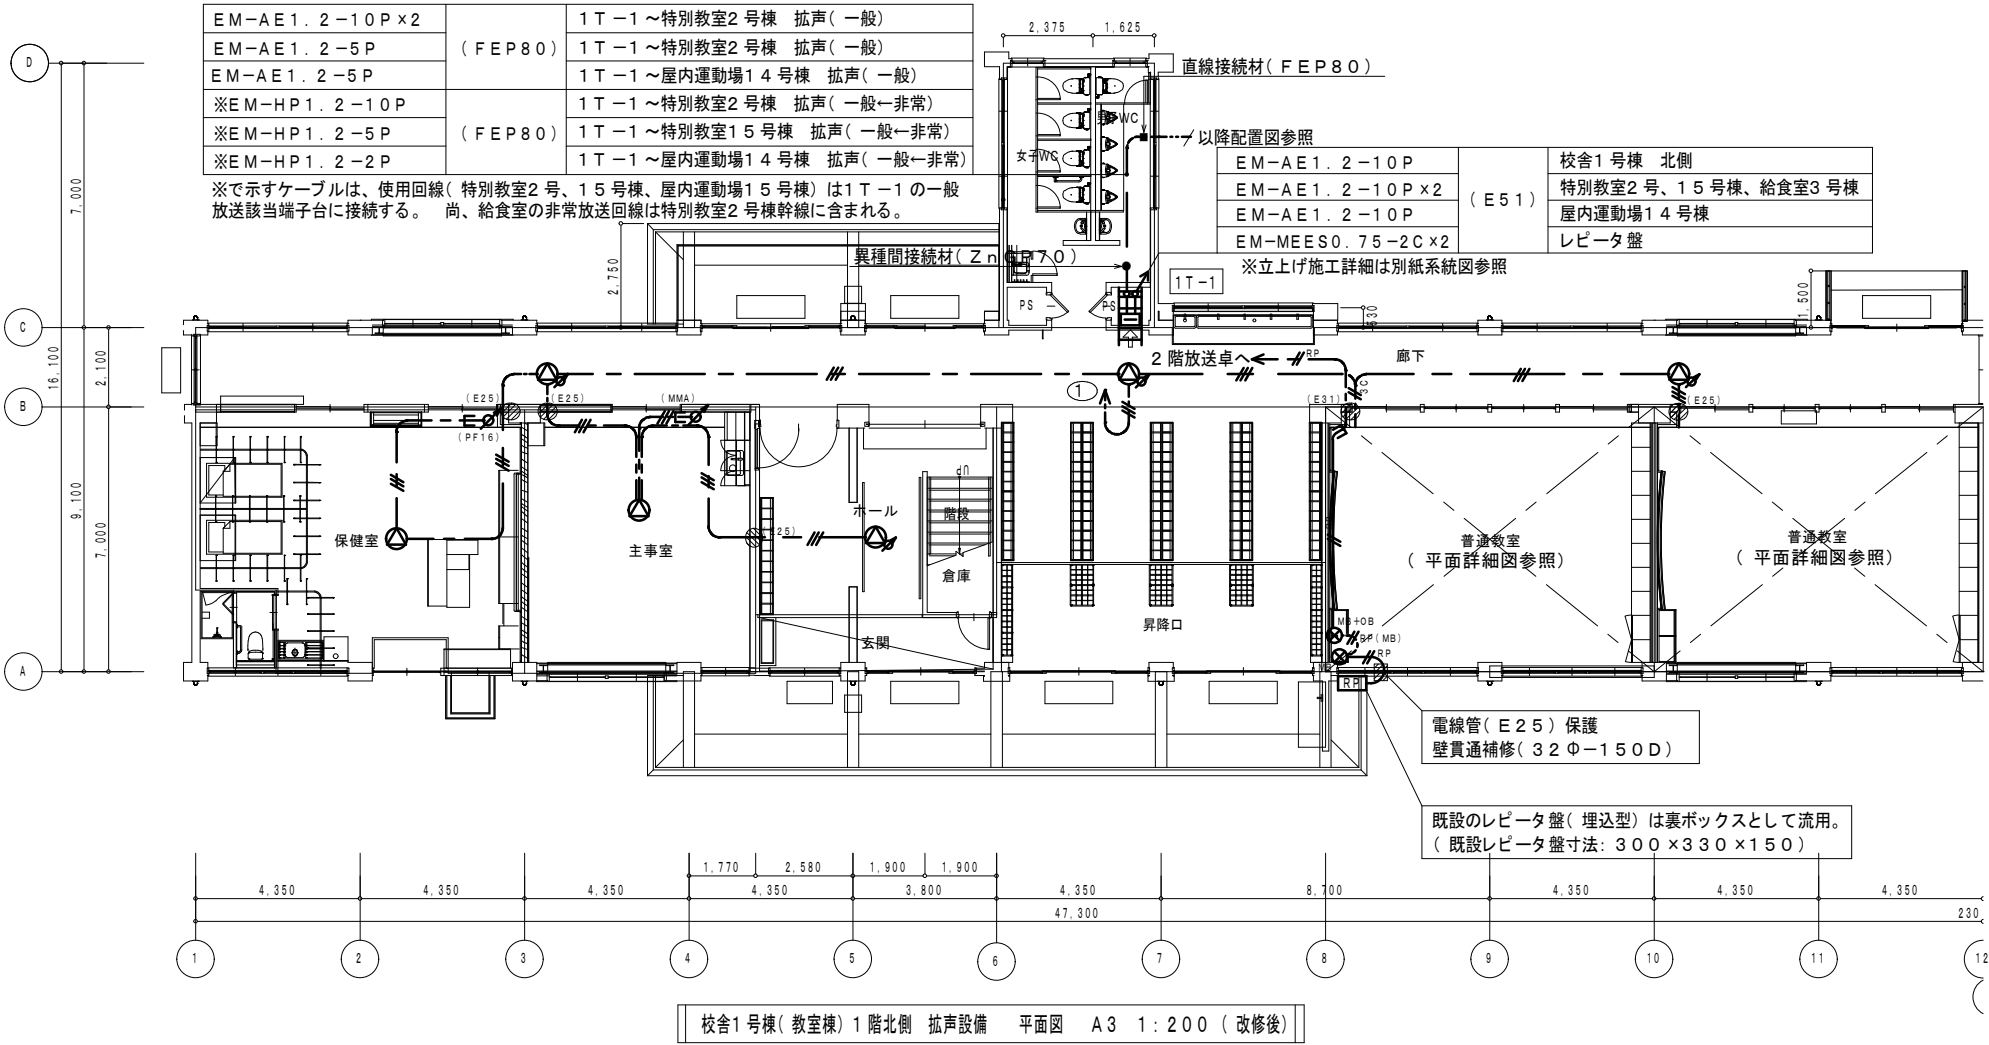 EM-AE1.2-10P×2
EM-AE1.2-5P
EM-AE1.2-5P
※EM-HP1.2-10P
※EM-HP1.2-5P
※EM-HP1.2-2P
(FEP80)
(FEP80)
1T-1~特別教室2号棟 拡声(一般)
1T-1~特別教室2号棟 拡声(一般)
1T-1~屋内運動場14号棟 拡声(一般)
1T-1~特別教室2号棟 拡声(一般←非常)
1T-1~特別教室15号棟 拡声(一般←非常)
1T-1~屋内運動場14号棟 拡声(一般←非常)
※で示すケーブルは、使用回線(特別教室2号、15号棟、屋内運動場15号棟)は1T-1の一般
放送該当端子台に接続する。 尚、給食室の非常放送回線は特別教室2号棟幹線に含まれる。
2,375
1,625
直線接続材(FEP80)
以降配置図参照
女子WC
EM-AE1.2-10P
EM-AE1.2-10P×2
EM-AE1.2-10P
EM-MEES0.75-2C×2
(E51)
校舎1号棟 北側
特別教室2号、15号棟、給食室3号棟
屋内運動場14号棟
レピータ盤
※立上げ施工詳細は別紙系統図参照
異種間接続材(ZnGP70)
1T-1
PS
PS
D
C
B
A
7,000
16,100
2,100
9,100
7,000
2,750
530
1,500
2階放送卓へ
RP
廊下
1
3C
(E25)
(E25)
(MMA)
(E31)
(E25)
(PF16)
(E25)
保健室
主事室
ホール
UP
階段
倉庫
玄関
昇降口
普通教室
(平面詳細図参照)
普通教室
(平面詳細図参照)
MB+OB
RP(MB)
RP
RP
電線管(E25)保護
壁貫通補修(32Φ-150D)
既設のレピータ盤(埋込型)は裏ボックスとして流用。
(既設レピータ盤寸法:300×330×150)
1,770
2,580
1,900
1,900
4,350
4,350
4,350
4,350
3,800
4,350
8,700
4,350
4,350
4,350
47,300
230
1
2
3
4
5
6
7
8
9
10
11
12
校舎1号棟(教室棟)1階北側 拡声設備 平面図 A3 1:200 (改修後)